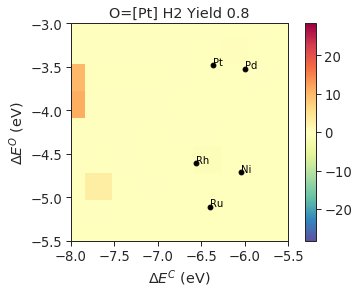 O=[Pt] H2 Yield 0.8
−3.0
−3.5
−4.0
−4.5
−5.0
−5.5
ΔE^O (eV)
Pt
Pd
Rh
Ni
Ru
−8.0 −7.5 −7.0 −6.5 −6.0 −5.5
ΔE^C (eV)
20
10
0
−10
−20